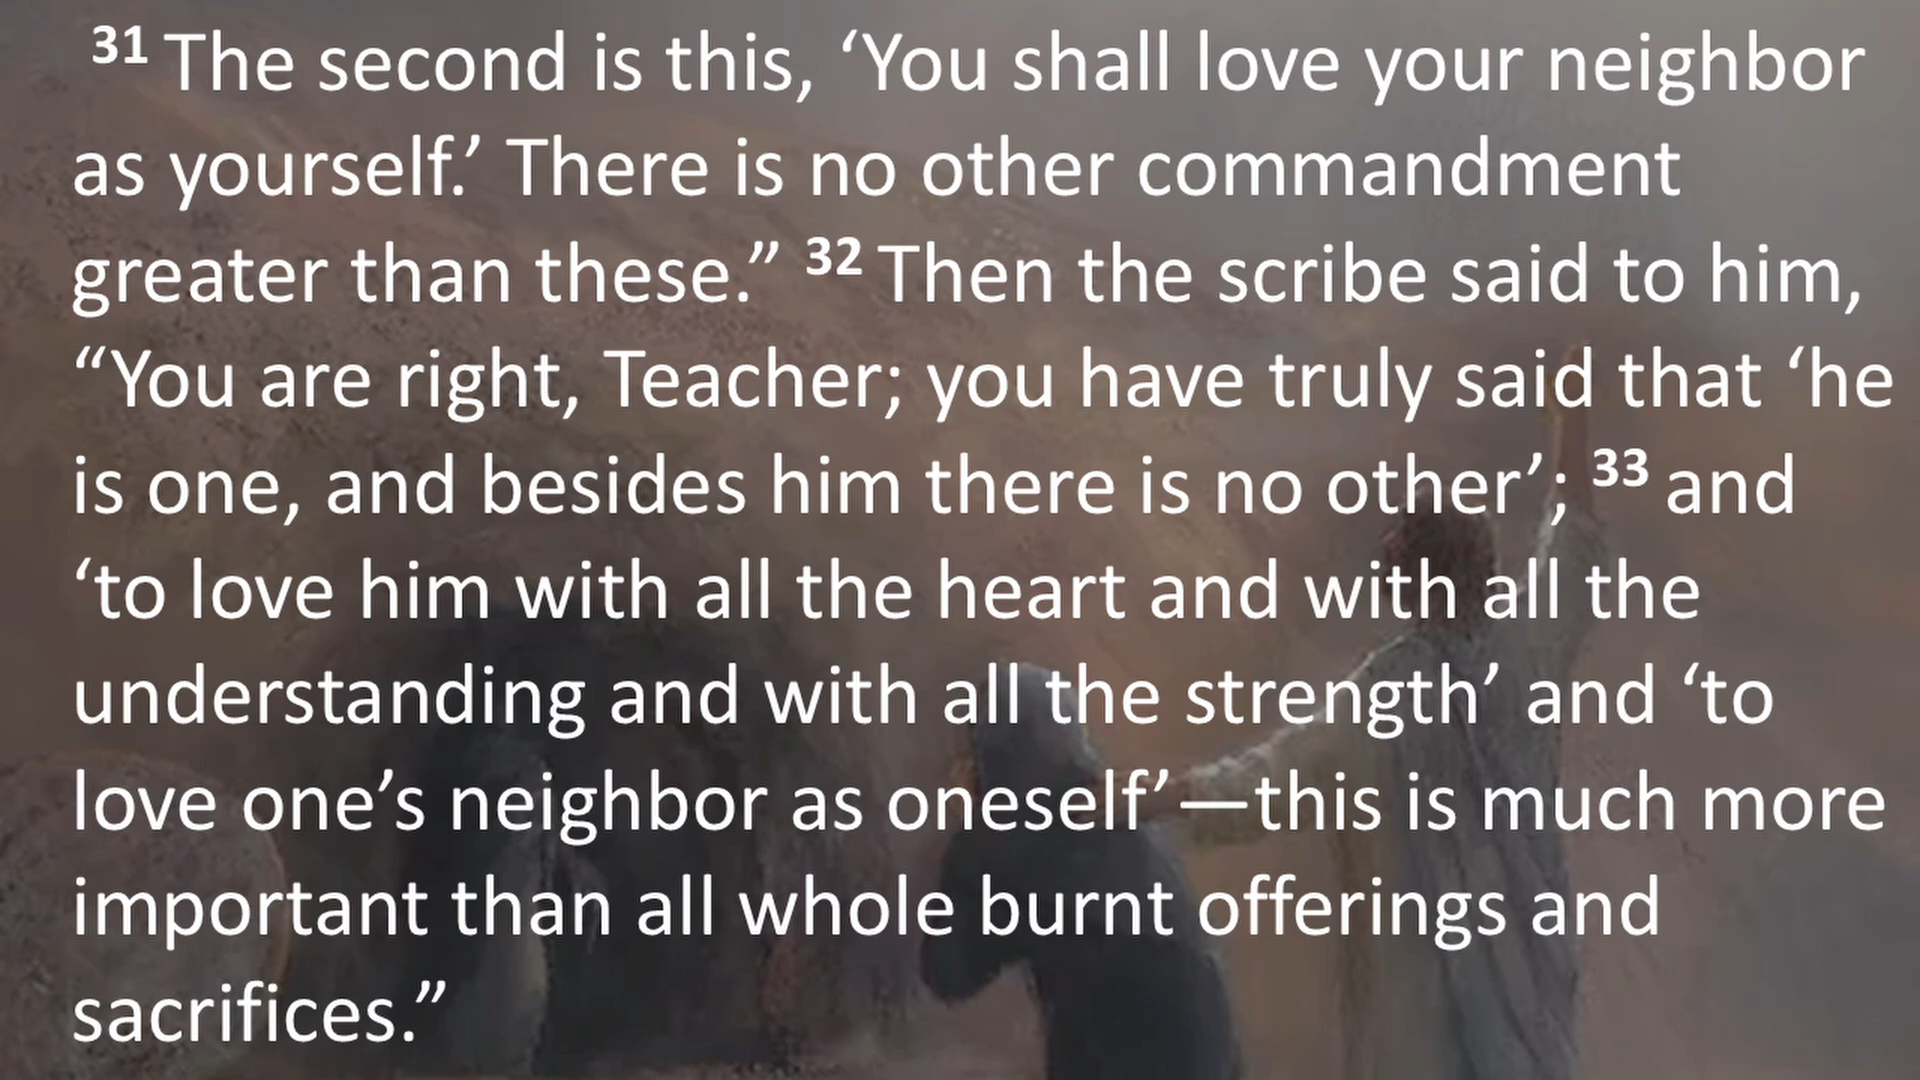 31 The second is this, ‘You shall love your neighbor
as yourself.’ There is no other commandment
greater than these.” 32 Then the scribe said to him,
“You are right, Teacher; you have truly said that ‘he
is one, and besides him there is no other’; 33 and
‘to love him with all the heart and with all the
understanding and with all the strength’ and ‘to
love one’s neighbor as oneself’—this is much more
important than all whole burnt offerings and
sacrifices.”